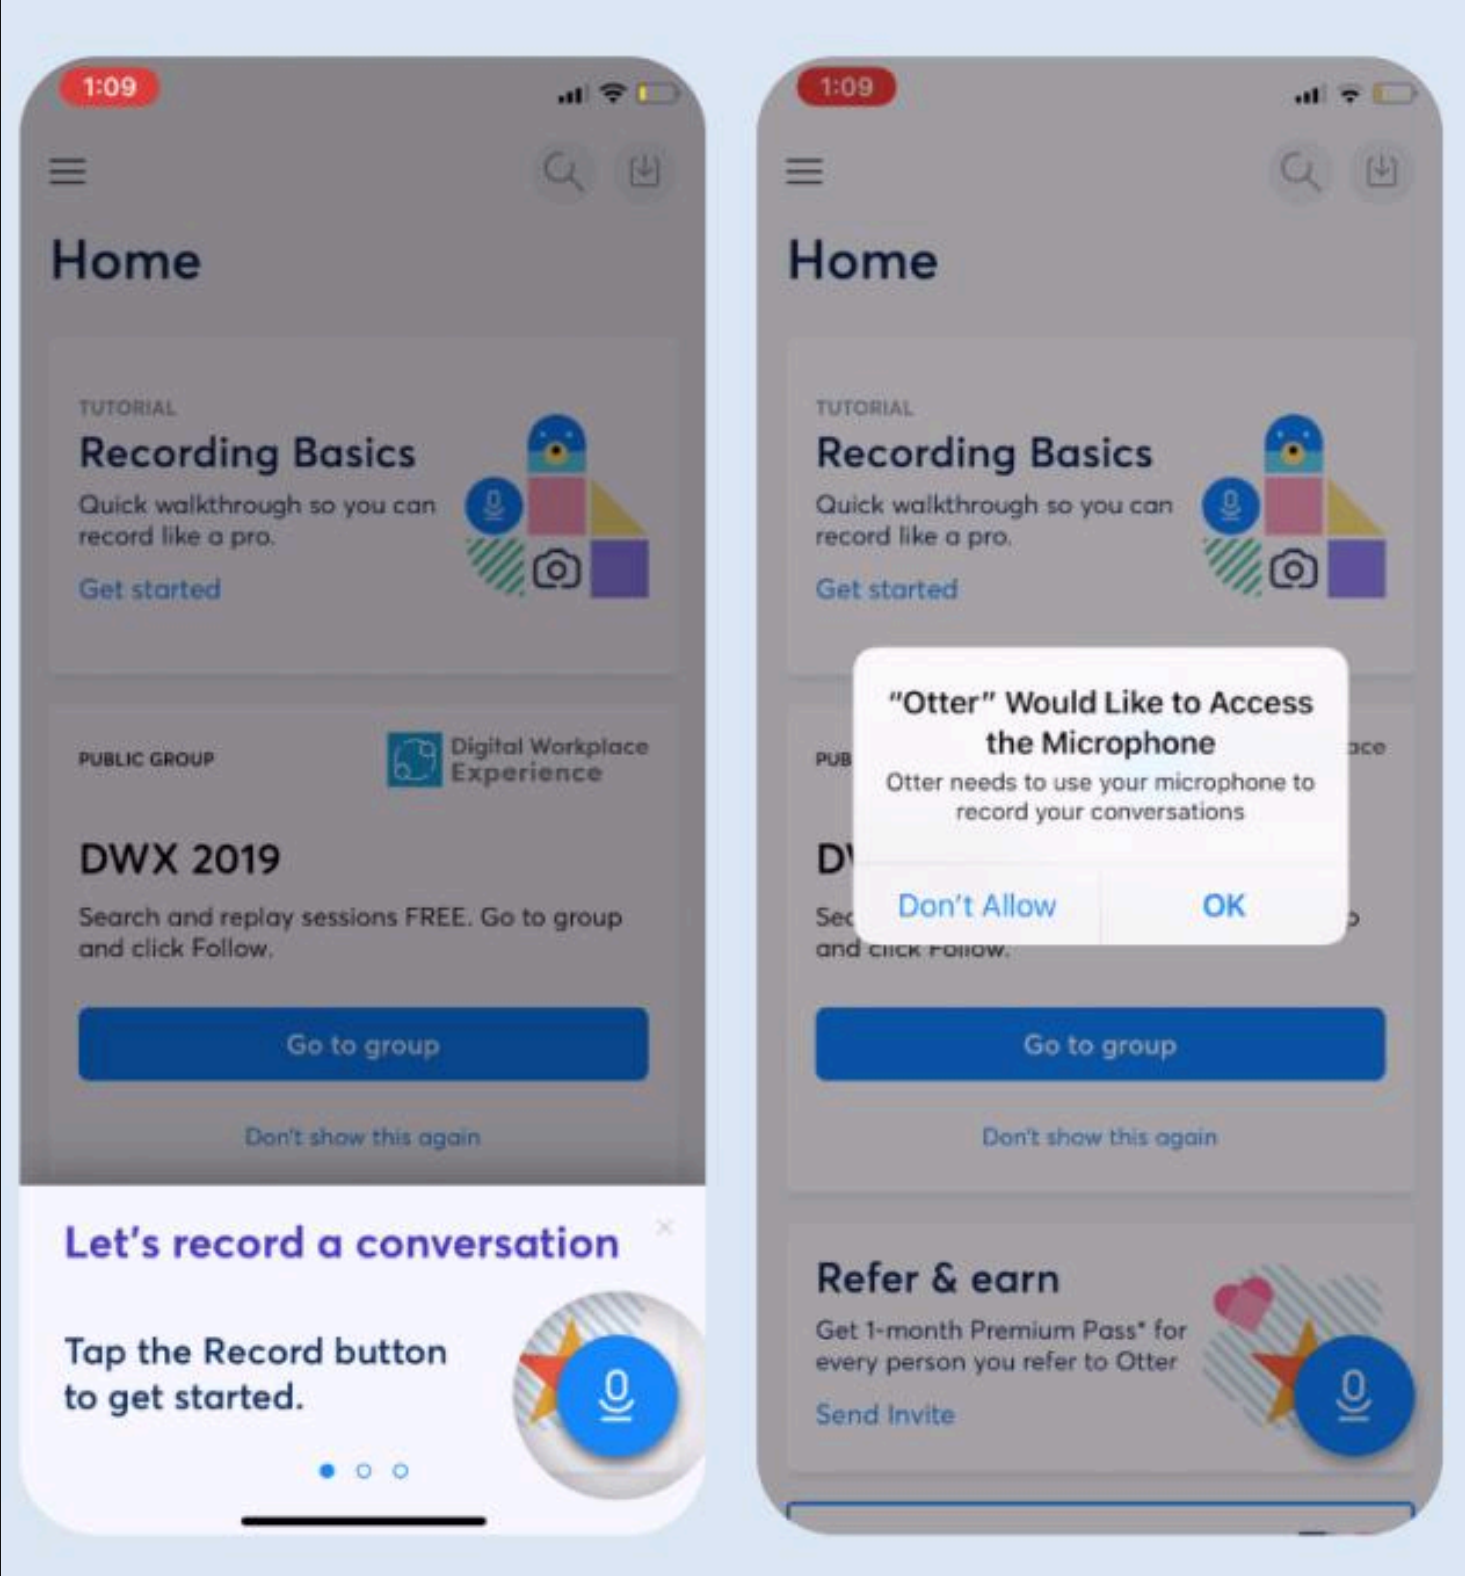 1:09
Home
TUTORIAL
Recording Basics
Quick walkthrough so you can
record like a pro.
Get started
PUBLIC GROUP
Digital Workplace
Experience
DWX 2019
Search and replay sessions FREE. Go to group
and click Follow.
Go to group
Don't show this again
Let's record a conversation
Tap the Record button
to get started.
1:09
Home
TUTORIAL
Recording Basics
Quick walkthrough so you can
record like a pro.
Get started
"Otter" Would Like to Access
the Microphone
Otter needs to use your microphone to
record your conversations
Don't Allow
OK
and click Follow.
Go to group
Don't show this again
Refer & earn
Get 1-month Premium Pass* for
every person you refer to Otter
Send Invite